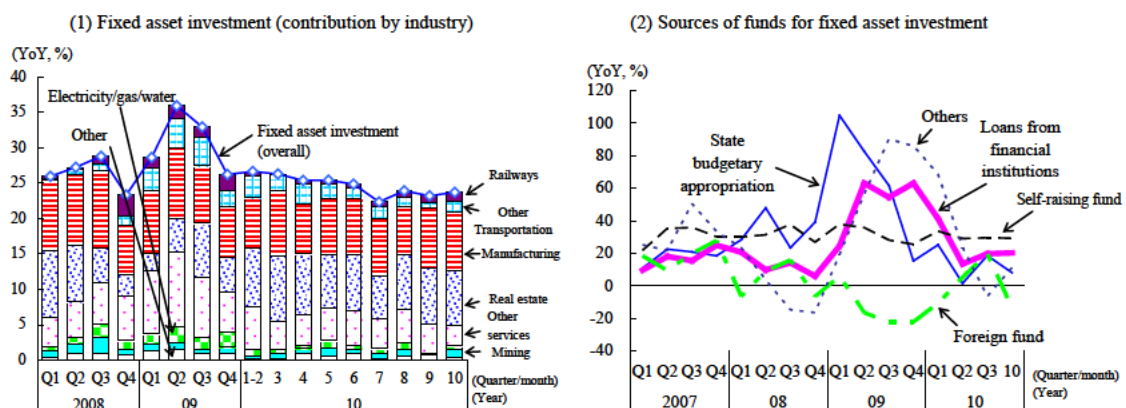 (1) Fixed asset investment (contribution by industry)
(YoY, %)
40
35
30
25
20
15
10
5
0
Electricity/gas/water
Other
Fixed asset investment
(overall)
Railways
Other
Transportation
Manufacturing
Real estate
Other
services
Mining
Q1 Q2 Q3 Q4 Q1 Q2 Q3 Q4 1-2 3 4 5 6 7 8 9 10 (Quarter/month)
2008 09 10 (Year)
(2) Sources of funds for fixed asset investment
(YoY, %)
+120
100
+80
+60
+40
+20
0
-20
-40
State
budgetary
appropriation
Others
Loans from
financial
institutions
Self-raising fund
Foreign fund
Q1 Q2 Q3 Q4 Q1 Q2 Q3 Q4 Q1 Q2 Q3 Q4 Q1 Q2 Q3 10 (Quarter/month)
2007 08 09 10 (Year)